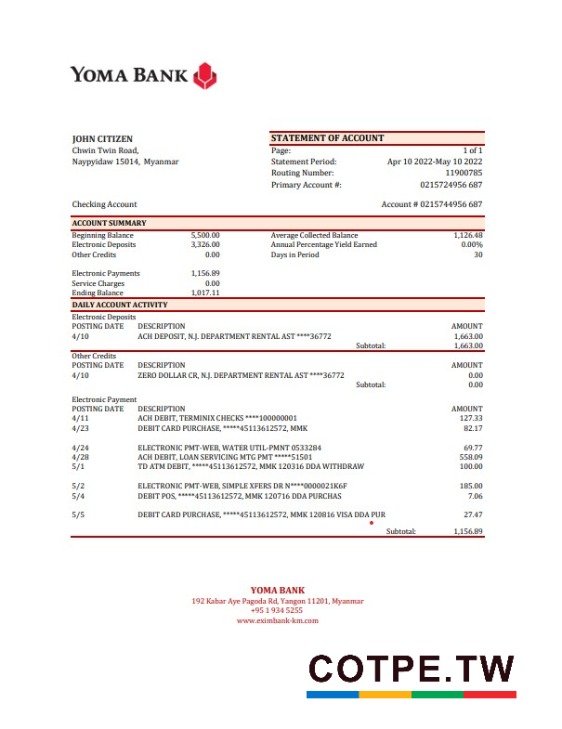 YOMA BANK
JOHN CITIZEN
Chwin Twin Road,
Naypyidaw 15014, Myanmar
STATEMENT OF ACCOUNT
Page: 1 of 1
Statement Period: Apr 10 2022-May 10 2022
Routing Number: 11900785
Primary Account #: 0215724956 687
Checking Account Account # 0215744956 687
ACCOUNT SUMMARY
Beginning Balance 5,500.00 Average Collected Balance 1,126.48
Electronic Deposits 3,326.00 Annual Percentage Yield Earned 0.00%
Other Credits 0.00 Days in Period 30
Electronic Payments 1,156.89
Service Charges 0.00
Ending Balance 1,017.11
DAILY ACCOUNT ACTIVITY
Electronic Deposits
POSTING DATE DESCRIPTION AMOUNT
4/10 ACH DEPOSIT, N.J. DEPARTMENT RENTAL AST ****36772 1,663.00
Subtotal: 1,663.00
Other Credits
POSTING DATE DESCRIPTION AMOUNT
4/10 ZERO DOLLAR CR, N.J. DEPARTMENT RENTAL AST ****36772 0.00
Subtotal: 0.00
Electronic Payment
POSTING DATE DESCRIPTION AMOUNT
4/11 ACH DEBIT, TERMINIX CHECKS ****100000001 127.33
4/23 DEBIT CARD PURCHASE, *****45113612572, MMK 82.17
4/24 ELECTRONIC PMT-WEB, WATER UTIL-PMNT 0533284 69.77
4/28 ACH DEBIT, LOAN SERVICING MTG PMT *****51501 558.09
5/1 TD ATM DEBIT, *****45113612572, MMK 120316 DDA WITHDRAW 100.00
5/2 ELECTRONIC PMT-WEB, SIMPLE XFERS DR N****0000021K6F 185.00
5/4 DEBIT POS, *****45113612572, MMK 120716 DDA PURCHAS 7.06
5/5 DEBIT CARD PURCHASE, *****45113612572, MMK 120816 VISA DDA PUR 27.47
Subtotal: 1,156.89
YOMA BANK
192 Kabar Aye Pagoda Rd, Yangon 11201, Myanmar
+95 1 934 5255
www.eximbank-km.com
COTPE.TW